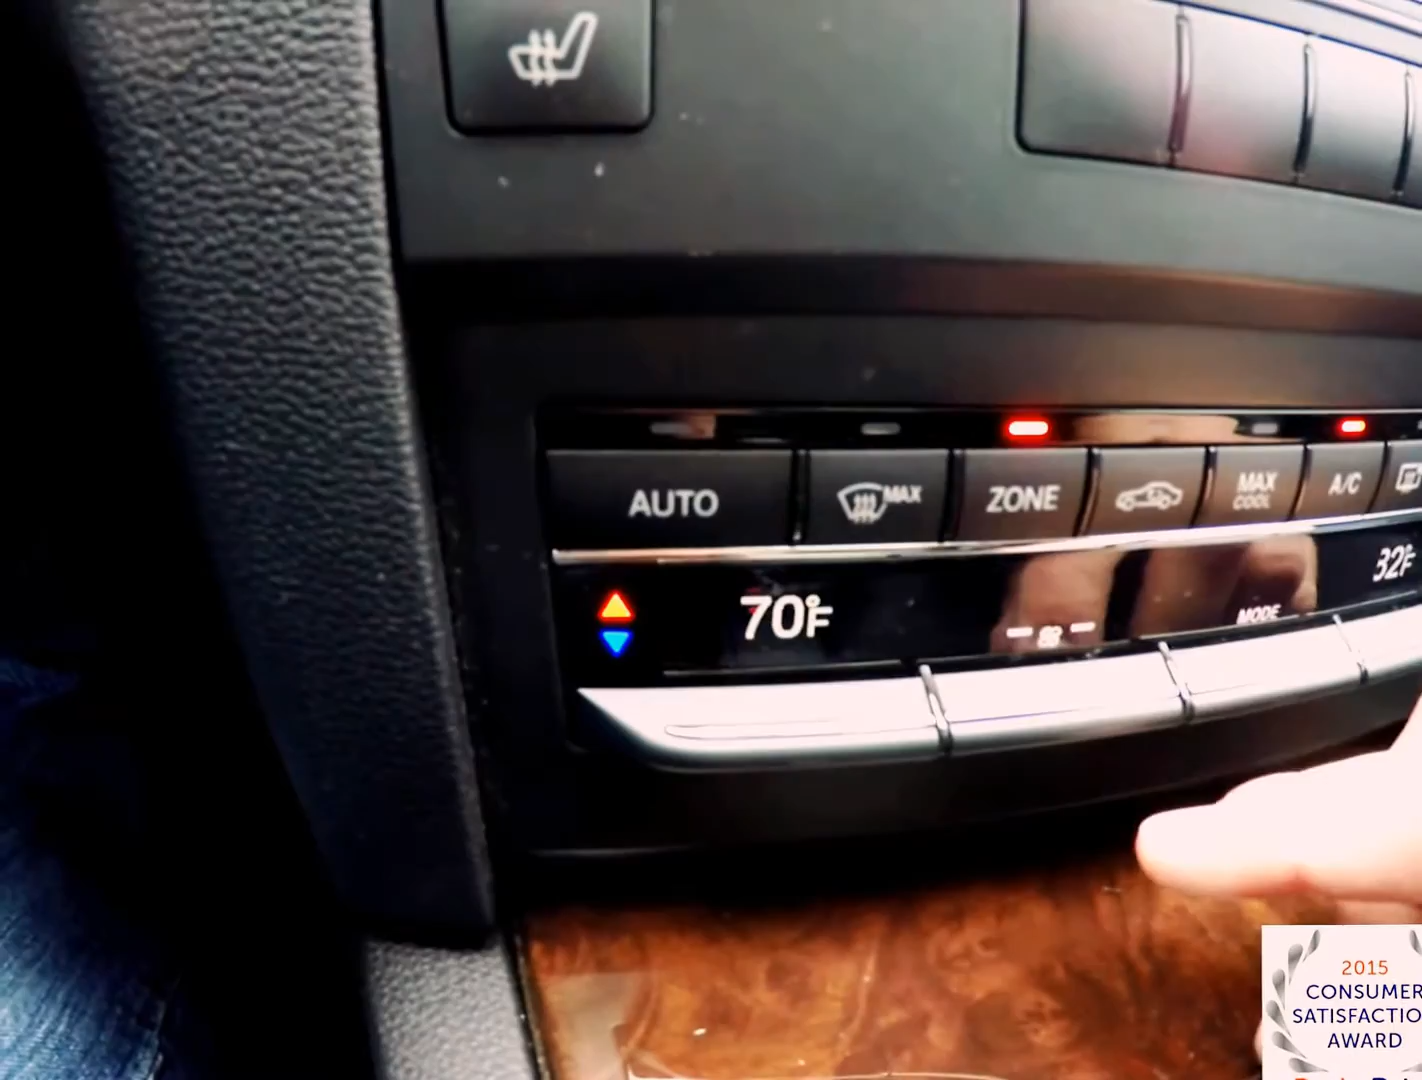 AUTO
MAX
ZONE
MAX
COOL
A/C
70°F
32°F
MODE
2015
CONSUMER
SATISFACTIO
AWARD